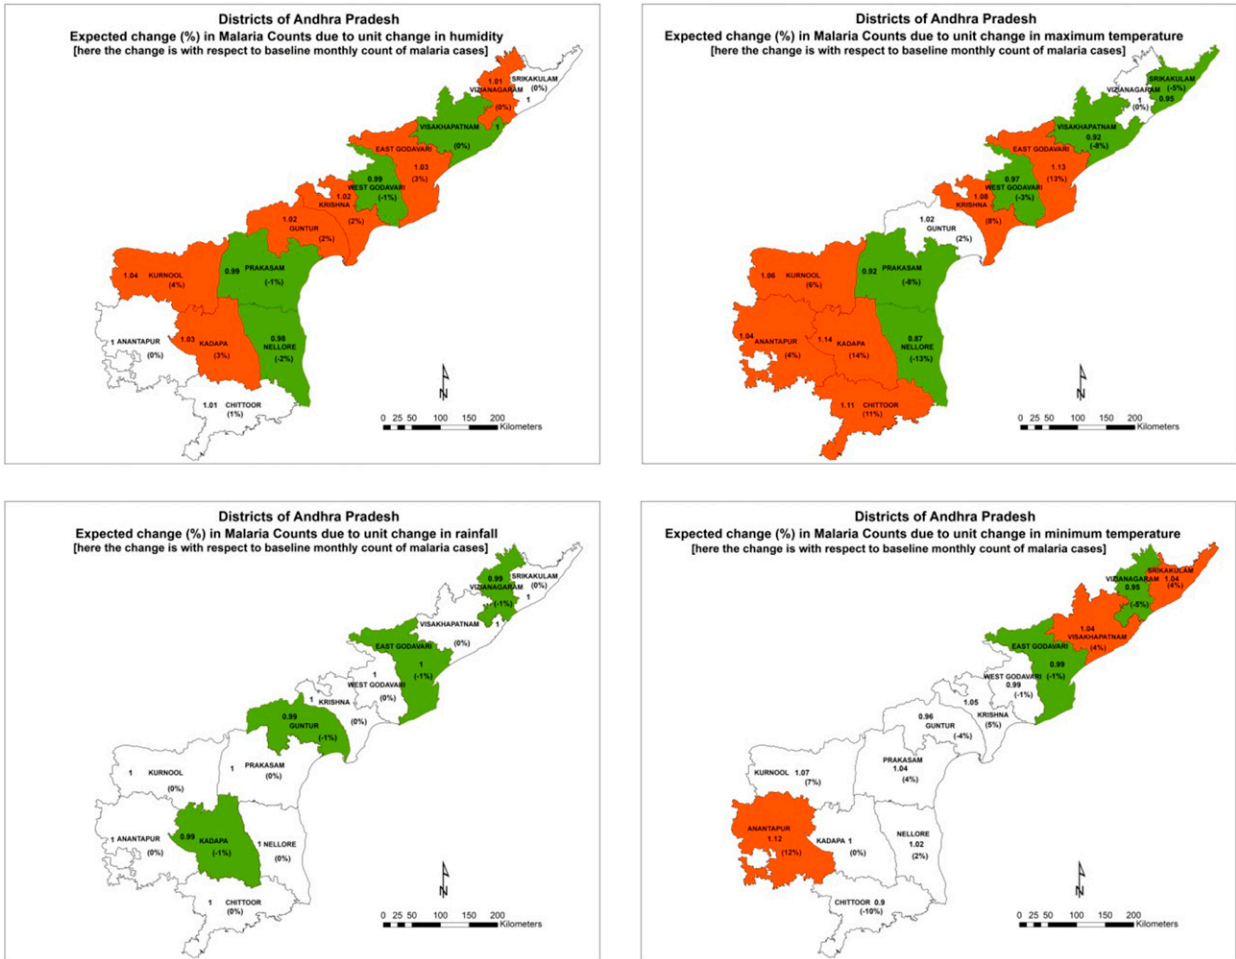 Districts of Andhra Pradesh
Expected change (%) in Malaria Counts due to unit change in humidity
[here the change is with respect to baseline monthly count of malaria cases]
SRIKAKULAM
(0%)
1
1.01
VIZIANAGARAM
(0%)
VISAKHAPATNAM
1
(0%)
EAST GODAVARI
1.03
(3%)
0.99
WEST GODAVARI
(-1%)
1.02
KRISHNA
(2%)
1.02
GUNTUR
(2%)
0.99
PRAKASAM
(-1%)
1.04
KURNOOL
(4%)
1
ANANTAPUR
(0%)
1.03
KADAPA
(3%)
0.98
NELLORE
(-2%)
1.01
CHITTOOR
(1%)
N
0 25 50 100 150 200
Kilometers
Districts of Andhra Pradesh
Expected change (%) in Malaria Counts due to unit change in maximum temperature
[here the change is with respect to baseline monthly count of malaria cases]
SRIKAKULAM
(-5%)
0.95
VIZIANAGARAM
1
(0%)
VISAKHAPATNAM
0.92
(-8%)
EAST GODAVARI
1.13
(13%)
0.97
WEST GODAVARI
(-3%)
1.08
KRISHNA
(8%)
1.02
GUNTUR
(2%)
0.92
PRAKASAM
(-8%)
1.06
KURNOOL
(6%)
1.04
ANANTAPUR
(4%)
1.14
KADAPA
(14%)
0.87
NELLORE
(-13%)
1.11
CHITTOOR
(11%)
N
0 25 50 100 150 200
Kilometers
Districts of Andhra Pradesh
Expected change (%) in Malaria Counts due to unit change in rainfall
[here the change is with respect to baseline monthly count of malaria cases]
SRIKAKULAM
(0%)
1
0.99
VIZIANAGARAM
(-1%)
VISAKHAPATNAM
1
(0%)
EAST GODAVARI
1
(-1%)
1
WEST GODAVARI
(0%)
1
KRISHNA
(0%)
0.99
GUNTUR
(-1%)
1
PRAKASAM
(0%)
1
KURNOOL
(0%)
1
ANANTAPUR
(0%)
0.99
KADAPA
(-1%)
1
NELLORE
(0%)
1
CHITTOOR
(0%)
N
0 25 50 100 150 200
Kilometers
Districts of Andhra Pradesh
Expected change (%) in Malaria Counts due to unit change in minimum temperature
[here the change is with respect to baseline monthly count of malaria cases]
SRIKAKULAM
1.04
(4%)
VIZIANAGARAM
0.95
(-5%)
1.04
VISAKHAPATNAM
(4%)
EAST GODAVARI
0.99
(-1%)
WEST GODAVARI
0.99
(-1%)
1.05
KRISHNA
(5%)
0.96
GUNTUR
(-4%)
PRAKASAM
1.04
(4%)
KURNOOL 1.07
(7%)
ANANTAPUR
1.12
(12%)
KADAPA 1
(0%)
NELLORE
1.02
(2%)
CHITTOOR 0.9
(-10%)
N
0 25 50 100 150 200
Kilometers